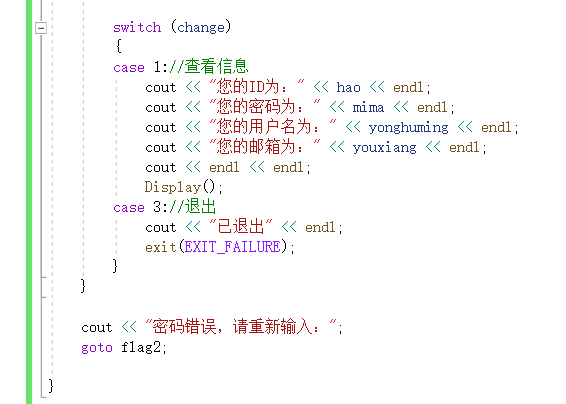 switch (change)
{
case 1://查看信息
cout << "您的ID为：" << hao << endl;
cout << "您的密码为：" << mima << endl;
cout << "您的用户名为：" << yonghuming << endl;
cout << "您的邮箱为：" << youxiang << endl;
cout << endl << endl;
Display();
case 3://退出
cout << "已退出" << endl;
exit(EXIT_FAILURE);
}
}
cout << "密码错误，请重新输入：";
goto flag2;
}